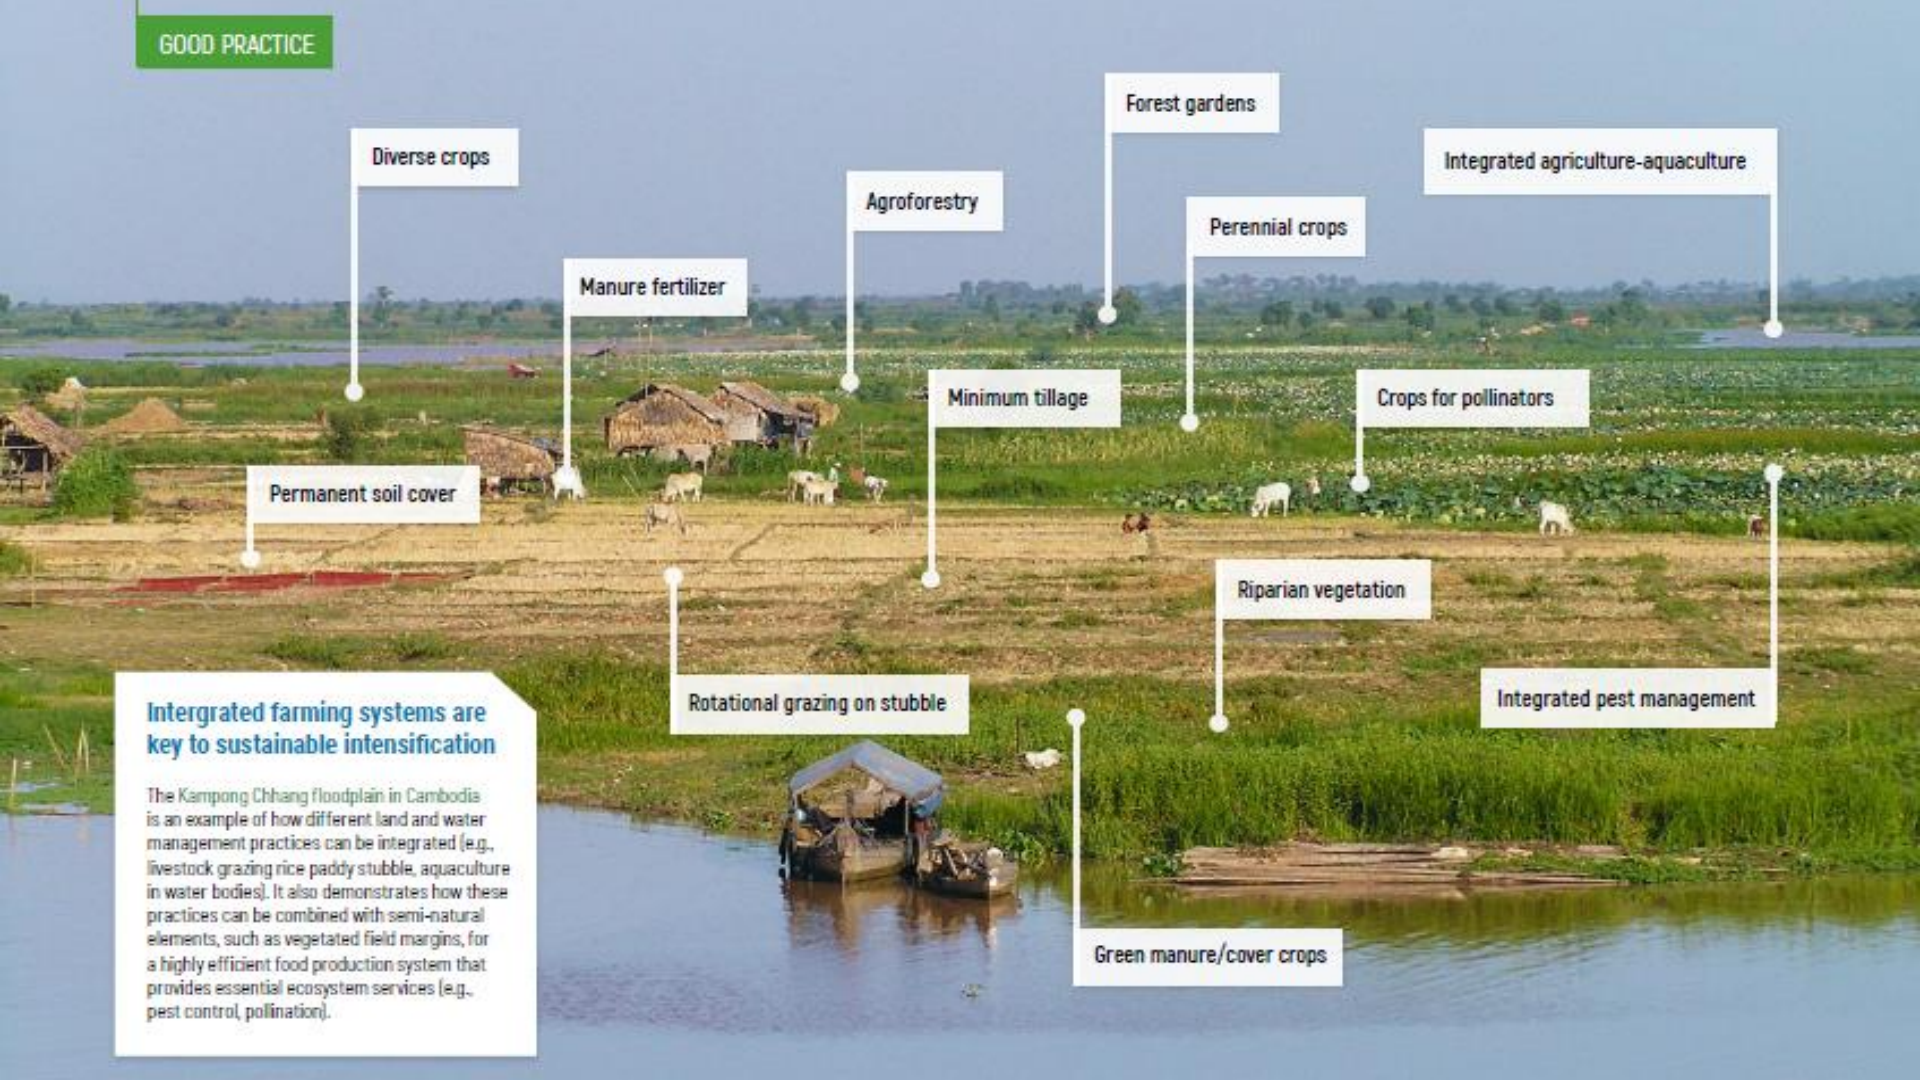 GOOD PRACTICE
Forest gardens
Diverse crops
Integrated agriculture-aquaculture
Agroforestry
Perennial crops
Manure fertilizer
Minimum tillage
Crops for pollinators
Permanent soil cover
Riparian vegetation
Rotational grazing on stubble
Integrated pest management
Intergrated farming systems are
key to sustainable intensification
The Kampong Chhang floodplain in Cambodia
is an example of how different land and water
management practices can be integrated (e.g.,
livestock grazing rice paddy stubble, aquaculture
in water bodies). It also demonstrates how these
practices can be combined with semi-natural
elements, such as vegetated field margins, for
a highly efficient food production system that
provides essential ecosystem services (e.g.,
pest control, pollination).
Green manure/cover crops